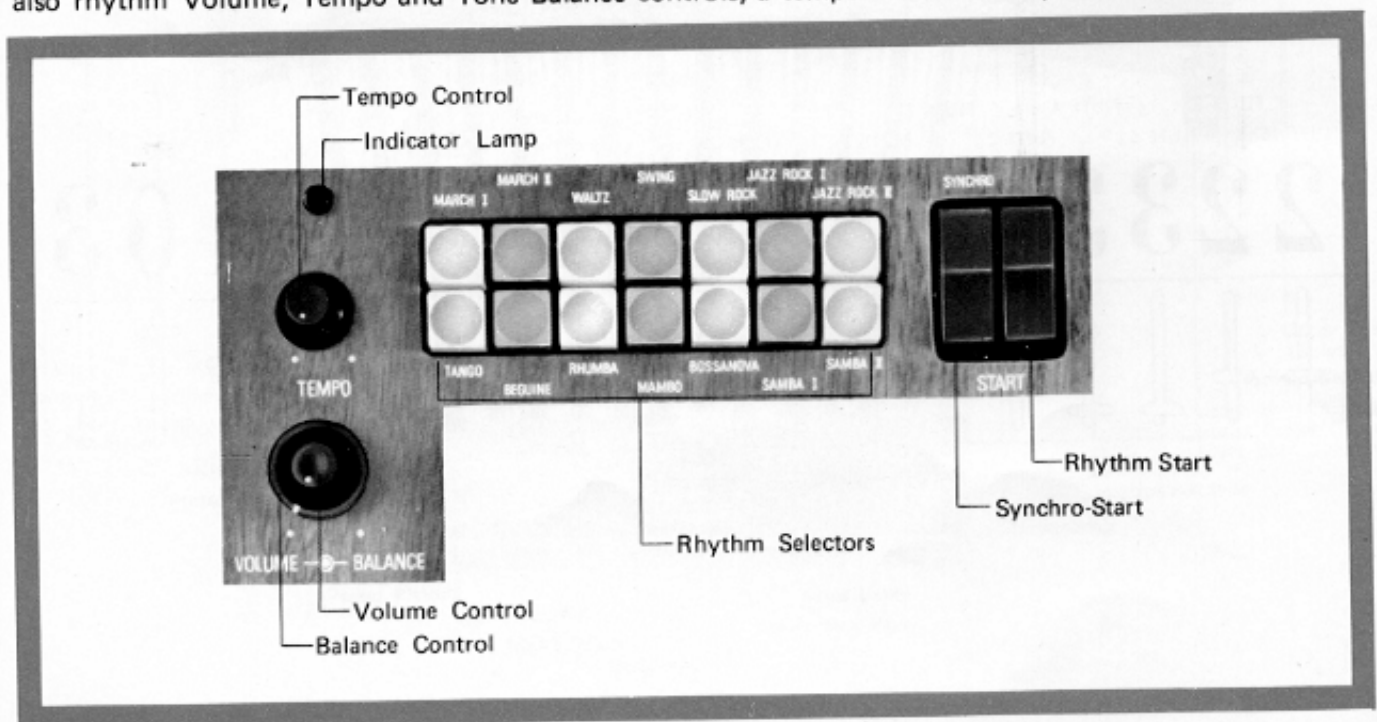 also rhythm Volume, Tempo and Tone Balance controls, a
Tempo Control
Indicator Lamp
MARCH II SWING JAZZ ROCK I SYNCHRO
MARCH I WALTZ SLOW ROCK JAZZ ROCK II
TANGO RHUMBA BOSSANOVA SAMBA II
BEGUINE MAMBO SAMBA I
TEMPO
START
Rhythm Start
Synchro-Start
Rhythm Selectors
VOLUME BALANCE
Volume Control
Balance Control